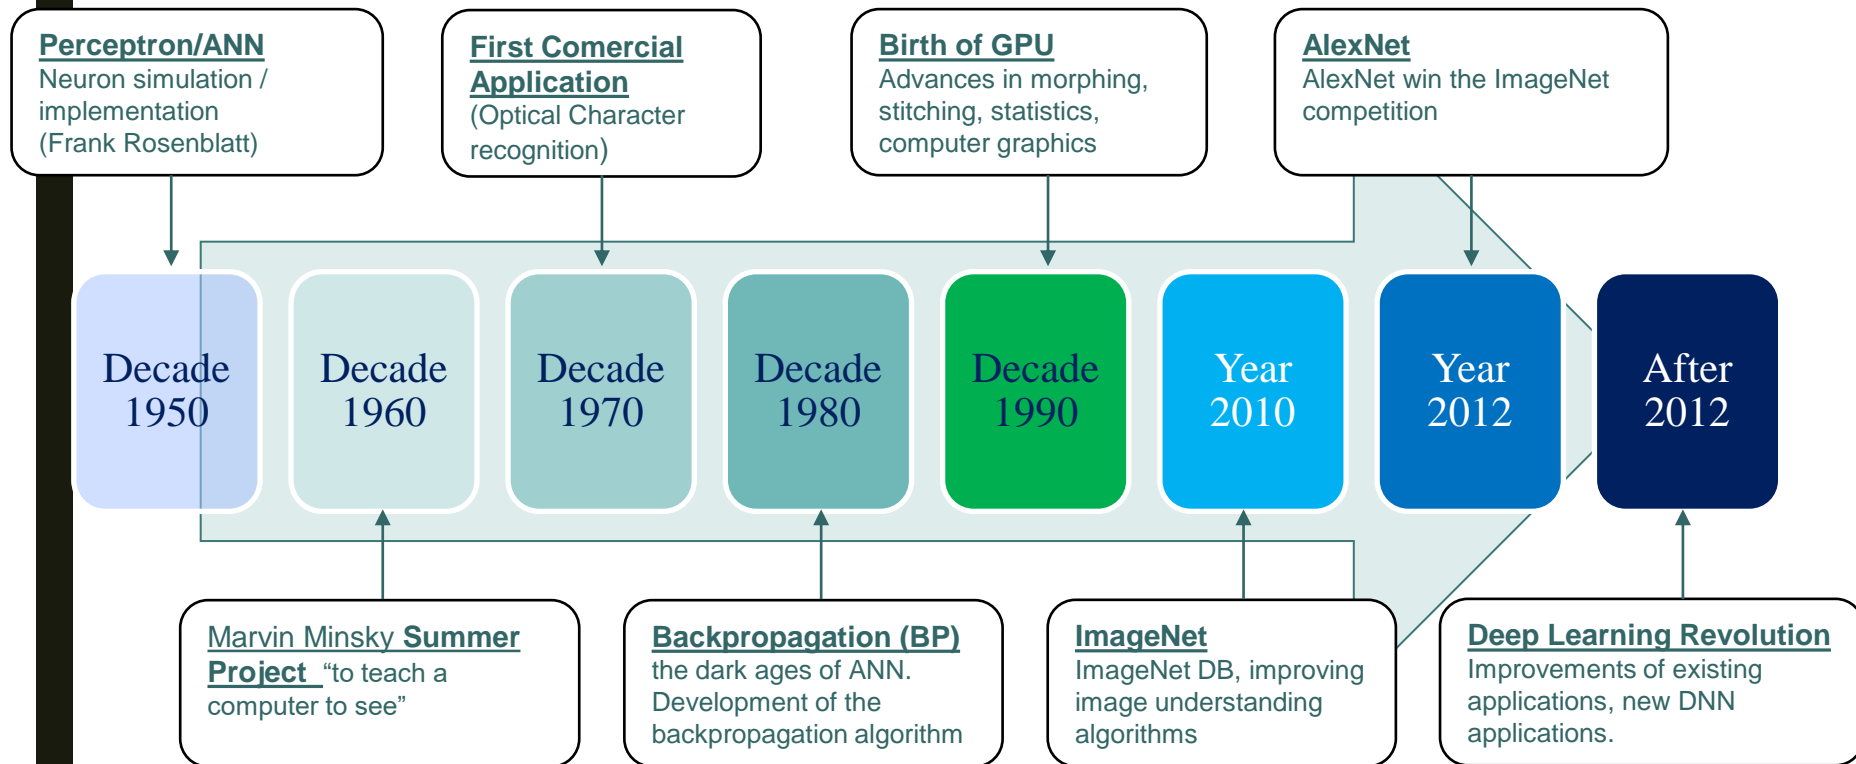 Perceptron/ANN
Neuron simulation /
implementation
(Frank Rosenblatt)
First Comercial
Application
(Optical Character
recognition)
Birth of GPU
Advances in morphing,
stitching, statistics,
computer graphics
AlexNet
AlexNet win the ImageNet
competition
Decade
1950
Decade
1960
Decade
1970
Decade
1980
Decade
1990
Year
2010
Year
2012
After
2012
Marvin Minsky Summer
Project “to teach a
computer to see”
Backpropagation (BP)
the dark ages of ANN.
Development of the
backpropagation algorithm
ImageNet
ImageNet DB, improving
image understanding
algorithms
Deep Learning Revolution
Improvements of existing
applications, new DNN
applications.